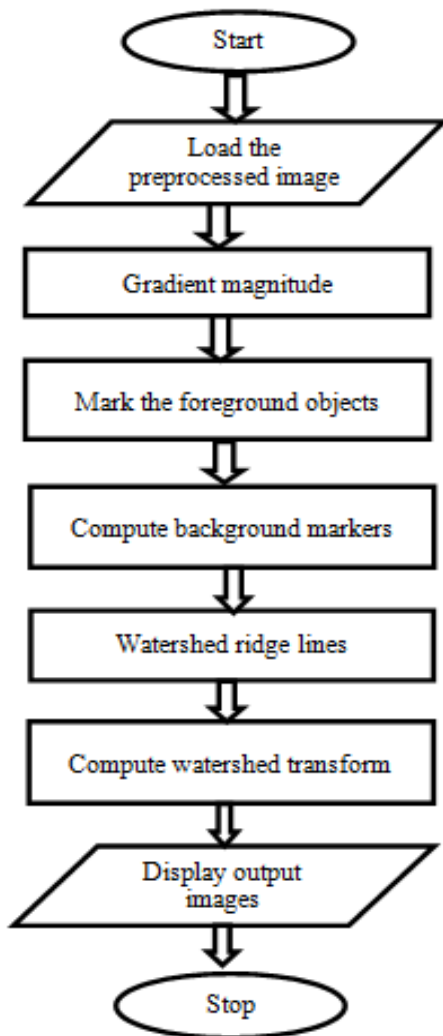 Start
Load the
preprocessed image
Gradient magnitude
Mark the foreground objects
Compute background markers
Watershed ridge lines
Compute watershed transform
Display output
images
Stop